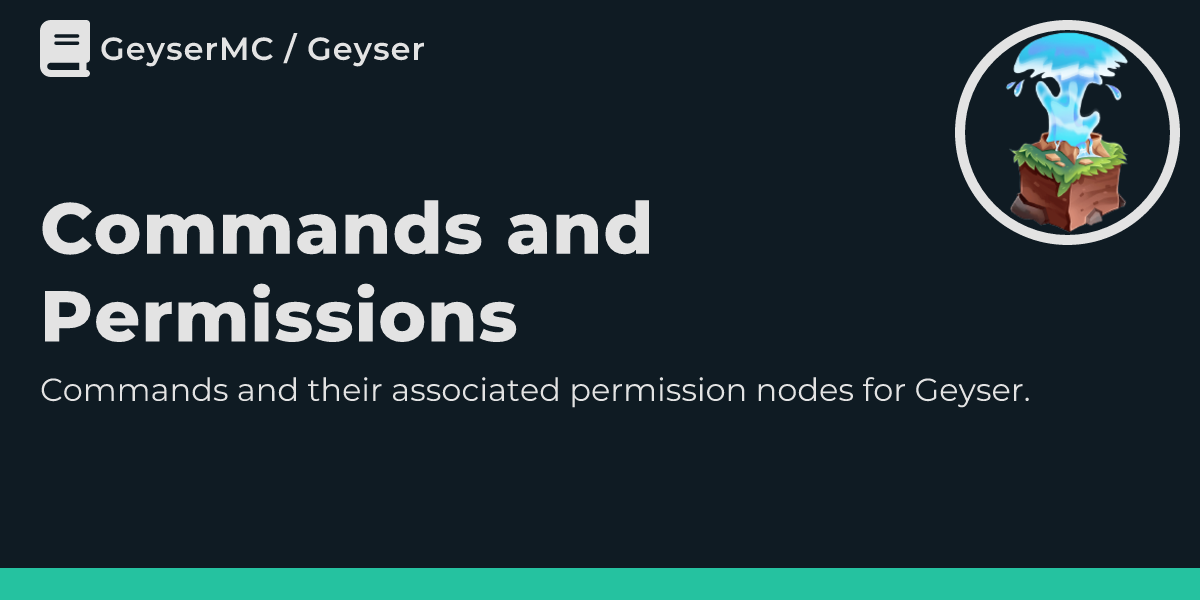 GeyserMC / Geyser
Commands and
Permissions
Commands and their associated permission nodes for Geyser.